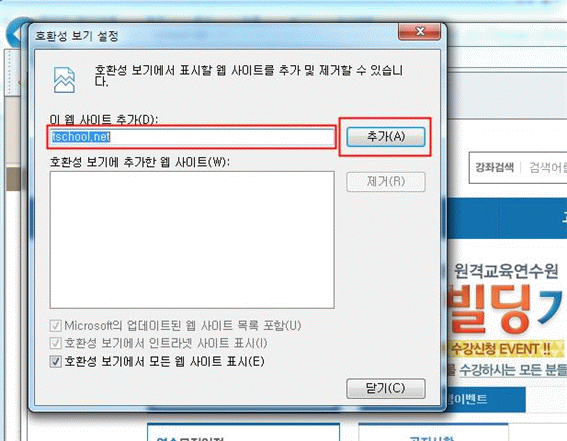 호환성 보기 설정
호환성 보기에서 표시할 웹 사이트를 추가 및 제거할 수 있습니
다.
이 웹 사이트 추가(D):
tschool.net
추가(A)
호환성 보기에 추가한 웹 사이트(W):
제거(R)
Microsoft의 업데이트된 웹 사이트 목록 포함(U)
호환성 보기에서 인트라넷 사이트 표시(I)
호환성 보기에서 모든 웹 사이트 표시(E)
닫기(C)
강좌검색
검색어를
원격교육연수원
빌딩
수강신청 EVENT !!
를 수강하시는 모든 분들
이벤트